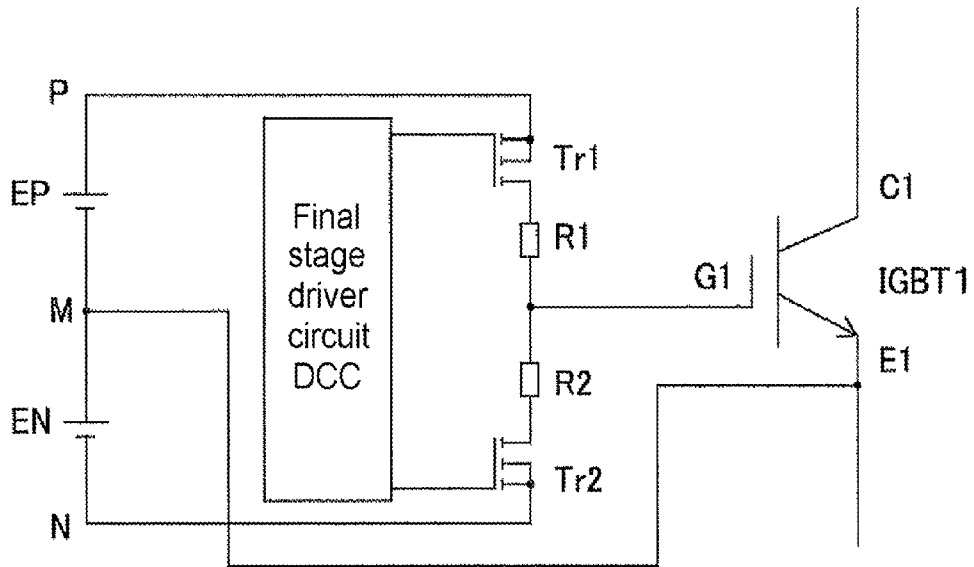 P
EP
M
EN
N
Final
stage
driver
circuit
DCC
Tr1
R1
R2
Tr2
G1
C1
IGBT1
E1